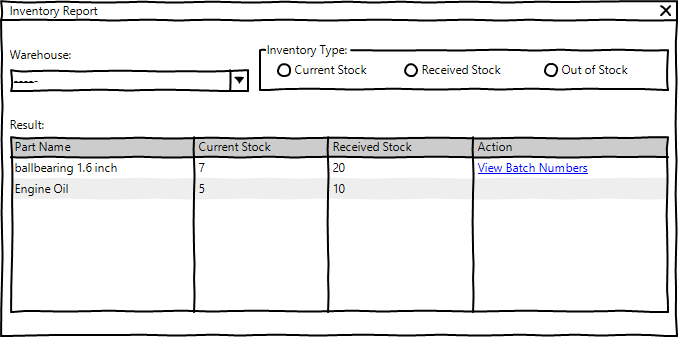 Inventory Report
Warehouse:
-----
Inventory Type:
Current Stock Received Stock Out of Stock
Result:
Part Name Current Stock Received Stock Action
ballbearing 1.6 inch 7 20 View Batch Numbers
Engine Oil 5 10